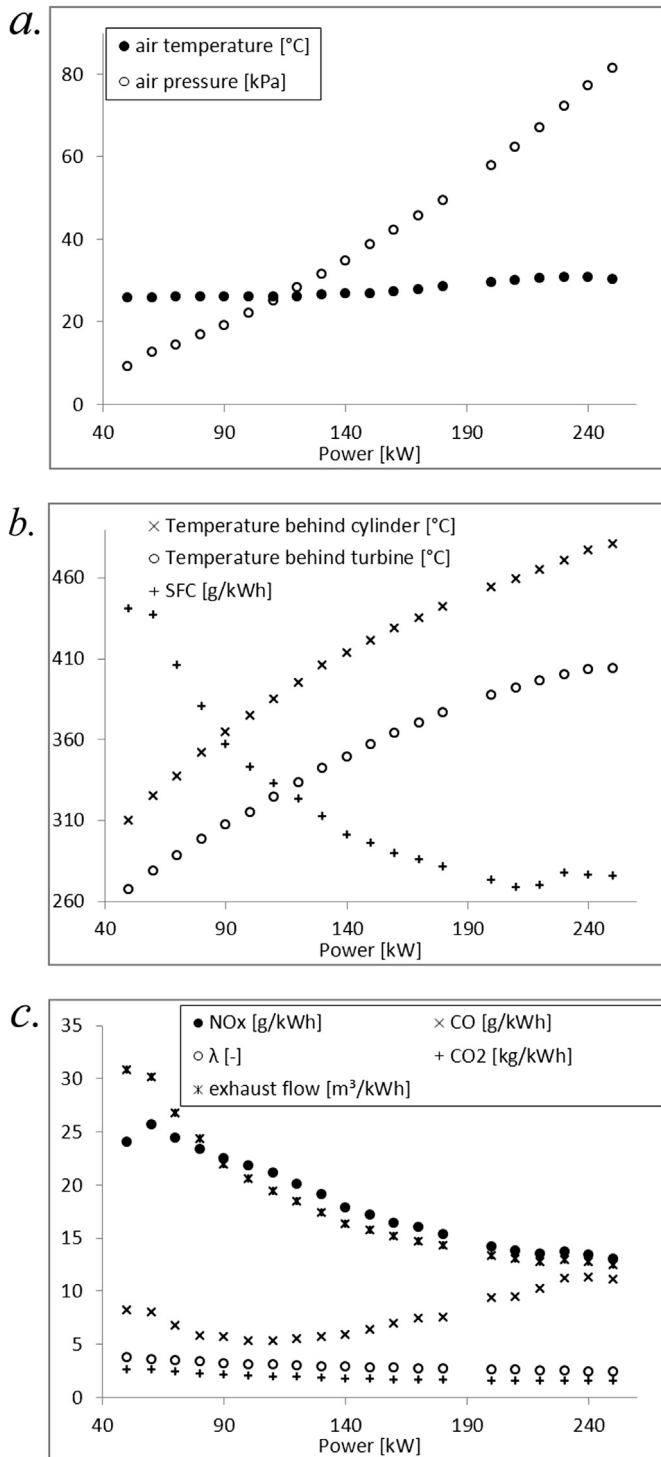 a.
● air temperature [°C]
○ air pressure [kPa]
80
60
40
20
0
40 90 140 190 240
Power [kW]
b.
× Temperature behind cylinder [°C]
○ Temperature behind turbine [°C]
+ SFC [g/kWh]
460
410
360
310
260
40 90 140 190 240
Power [kW]
c.
● NOx [g/kWh] × CO [g/kWh]
○ λ [-] + CO2 [kg/kWh]
ж exhaust flow [m³/kWh]
35
30
25
20
15
10
5
0
40 90 140 190 240
Power [kW]